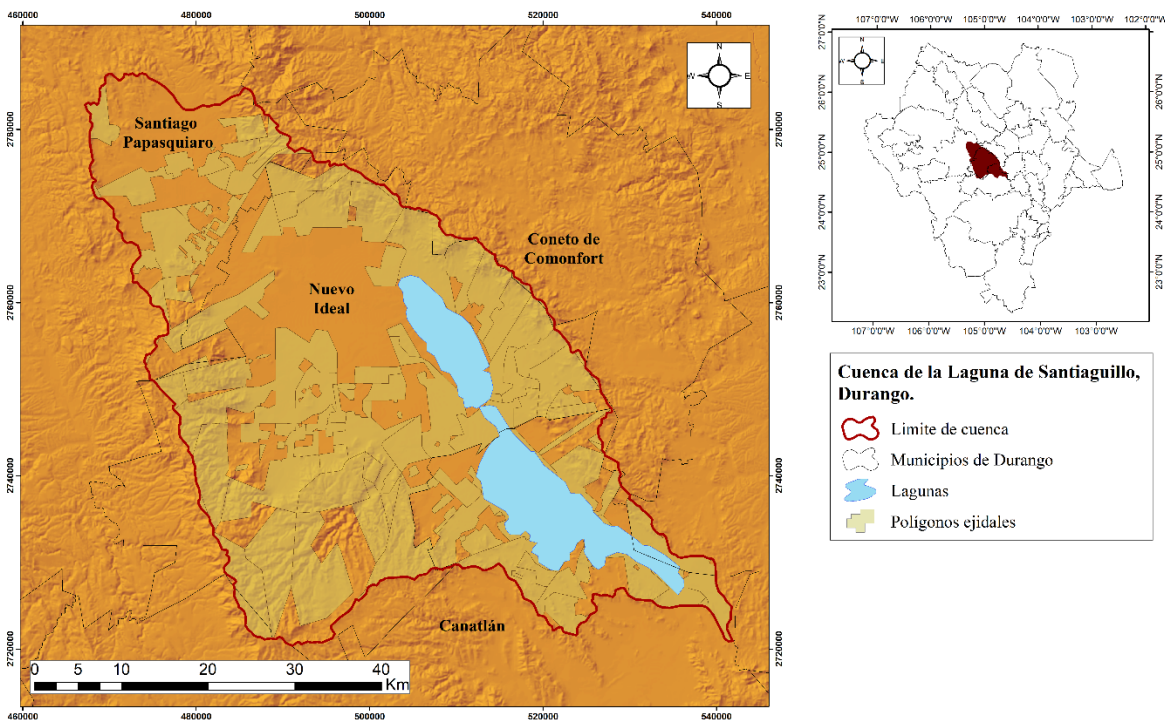 460000 480000 500000 520000 540000
N
W E
S
Santiago
Papasquiaro
Coneto de
Comonfort
Nuevo
Ideal
Canatlán
0 5 10 20 30 40
Km
2780000
2760000
2740000
2720000
2780000
2760000
2740000
2720000
460000 480000 500000 520000 540000
107°0'0"W 106°0'0"W 105°0'0"W 104°0'0"W 103°0'0"W 102°0'0"W
N
W E
S
27°0'0"N
26°0'0"N
25°0'0"N
24°0'0"N
23°0'0"N
27°0'0"N
26°0'0"N
25°0'0"N
24°0'0"N
23°0'0"N
107°0'0"W 106°0'0"W 105°0'0"W 104°0'0"W 103°0'0"W
Cuenca de la Laguna de Santiaguillo,
Durango.
Limite de cuenca
Municipios de Durango
Lagunas
Polígonos ejidales